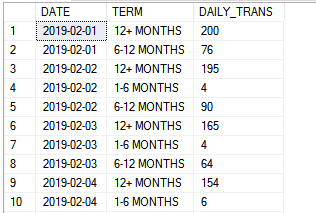 DATE TERM DAILY_TRANS
1 2019-02-01 12+ MONTHS 200
2 2019-02-01 6-12 MONTHS 76
3 2019-02-02 12+ MONTHS 195
4 2019-02-02 1-6 MONTHS 4
5 2019-02-02 6-12 MONTHS 90
6 2019-02-03 12+ MONTHS 165
7 2019-02-03 1-6 MONTHS 4
8 2019-02-03 6-12 MONTHS 64
9 2019-02-04 12+ MONTHS 154
10 2019-02-04 1-6 MONTHS 6